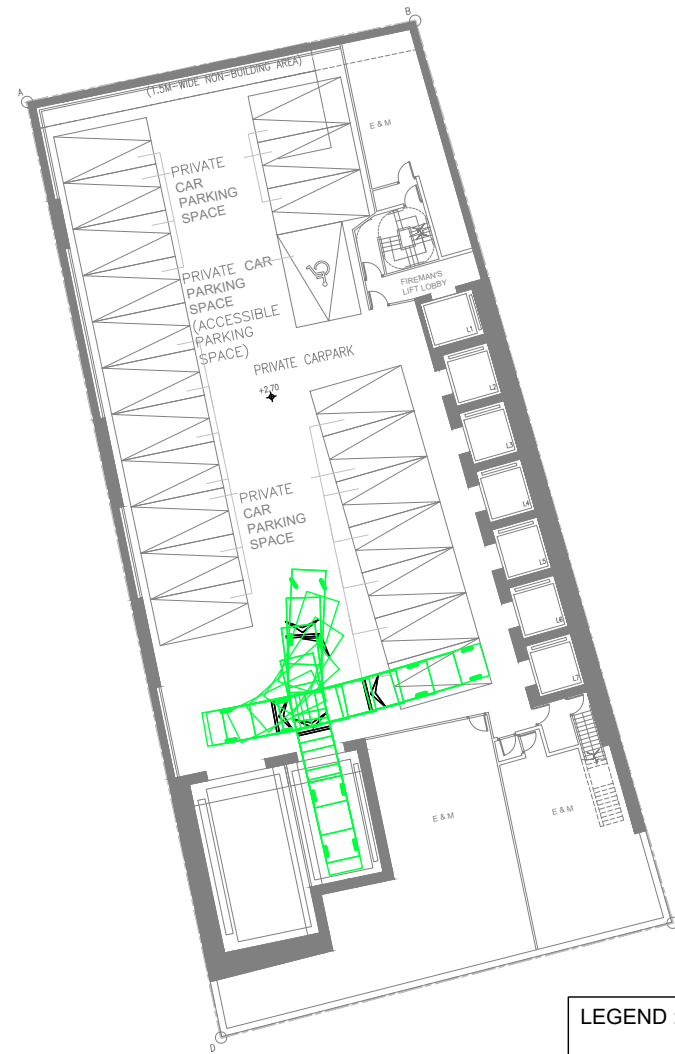 B
A
(1.5M-WIDE NON-BUILDING AREA)
E & M
PRIVATE
CAR
PARKING
SPACE
FIREMAN'S
LIFT LOBBY
PRIVATE CAR
PARKING
SPACE
(ACCESSIBLE
PARKING
SPACE)
L1
PRIVATE CARPARK
+2.70
L2
L3
PRIVATE
CAR
PARKING
SPACE
L4
L5
L6
L7
E & M
E & M
D
LEGEND :